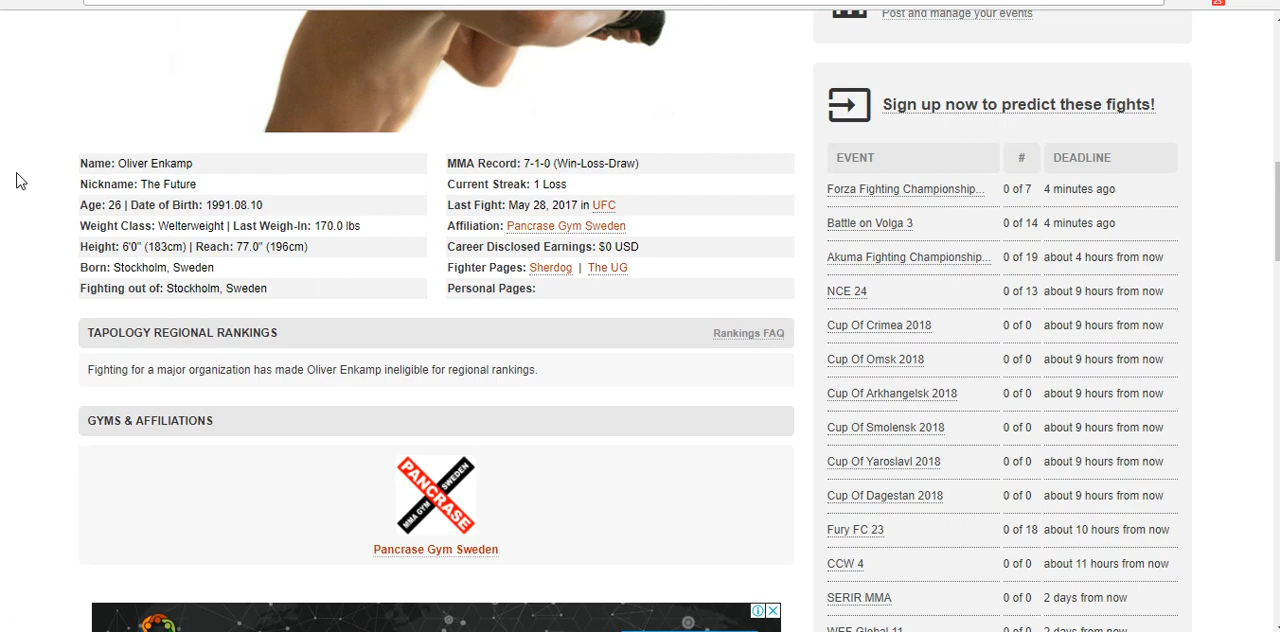 25
Post and manage your events
Sign up now to predict these fights!
EVENT # DEADLINE
Forza Fighting Championship... 0 of 7 4 minutes ago
Battle on Volga 3 0 of 14 4 minutes ago
Akuma Fighting Championship... 0 of 19 about 4 hours from now
NCE 24 0 of 13 about 9 hours from now
Cup Of Crimea 2018 0 of 0 about 9 hours from now
Cup Of Omsk 2018 0 of 0 about 9 hours from now
Cup Of Arkhangelsk 2018 0 of 0 about 9 hours from now
Cup Of Smolensk 2018 0 of 0 about 9 hours from now
Cup Of Yaroslavl 2018 0 of 0 about 9 hours from now
Cup Of Dagestan 2018 0 of 0 about 9 hours from now
Fury FC 23 0 of 18 about 10 hours from now
CCW 4 0 of 0 about 11 hours from now
SERIR MMA 0 of 0 2 days from now
WFF Global 11 0 of 0 2 days from now
Name: Oliver Enkamp
Nickname: The Future
Age: 26 | Date of Birth: 1991.08.10
Weight Class: Welterweight | Last Weigh-In: 170.0 lbs
Height: 6'0" (183cm) | Reach: 77.0" (196cm)
Born: Stockholm, Sweden
Fighting out of: Stockholm, Sweden
MMA Record: 7-1-0 (Win-Loss-Draw)
Current Streak: 1 Loss
Last Fight: May 28, 2017 in UFC
Affiliation: Pancrase Gym Sweden
Career Disclosed Earnings: $0 USD
Fighter Pages: Sherdog | The UG
Personal Pages:
TAPOLOGY REGIONAL RANKINGS Rankings FAQ
Fighting for a major organization has made Oliver Enkamp ineligible for regional rankings.
GYMS & AFFILIATIONS
PANCRASE
MMA GYM SWEDEN
Pancrase Gym Sweden